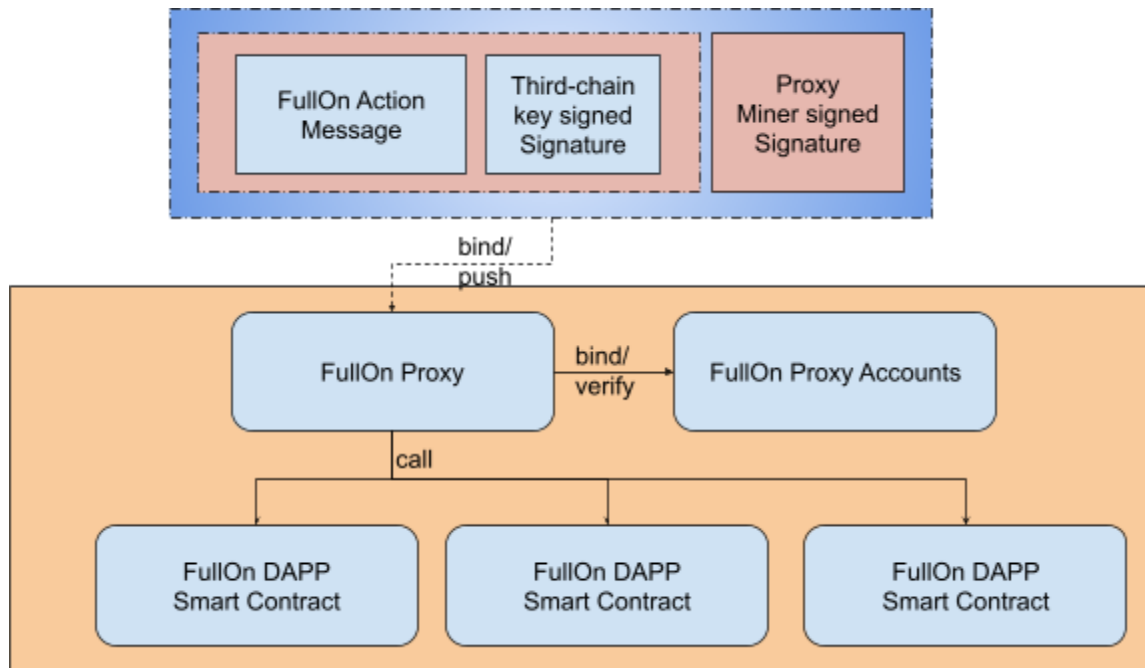 FullOn Action
Message
Third-chain
key signed
Signature
Proxy
Miner signed
Signature
bind/
push
FullOn Proxy
bind/
verify
FullOn Proxy Accounts
call
FullOn DAPP
Smart Contract
FullOn DAPP
Smart Contract
FullOn DAPP
Smart Contract